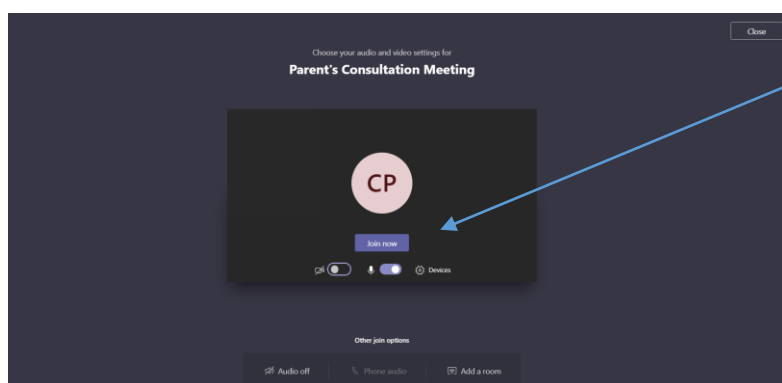 Close
Choose your audio and video settings for
Parent's Consultation Meeting
CP
Join now
Devices
Other join options
Audio off
Phone audio
Add a room